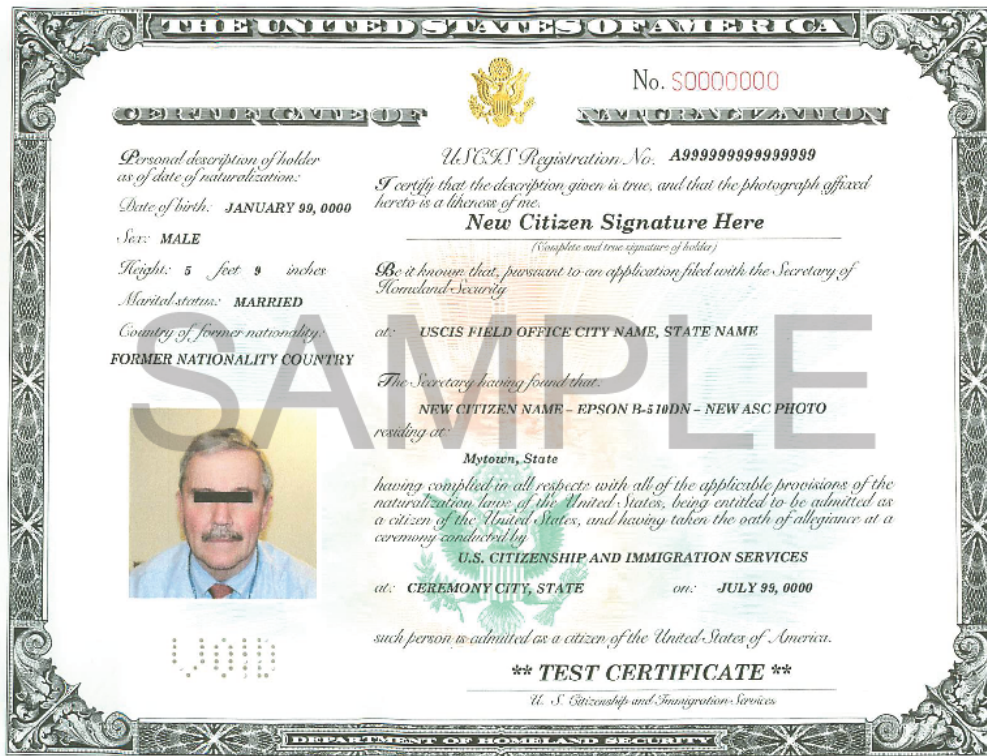 THE UNITED STATES OF AMERICA
No. S0000000
CERTIFICATE OF NATURALIZATION
Personal description of holder
as of date of naturalization:
Date of birth: JANUARY 99, 0000
Sex: MALE
Height: 5 feet 9 inches
Marital status: MARRIED
Country of former nationality:
FORMER NATIONALITY COUNTRY
USCIS Registration No. A999999999999999
I certify that the description given is true, and that the photograph affixed
hereto is a likeness of me.
New Citizen Signature Here
(Complete and true signature of holder)
Be it known that, pursuant to an application filed with the Secretary of
Homeland Security
at: USCIS FIELD OFFICE CITY NAME, STATE NAME
The Secretary having found that:
NEW CITIZEN NAME – EPSON B-510DN – NEW ASC PHOTO
residing at:
Mytown, State
having complied in all respects with all of the applicable provisions of the
naturalization laws of the United States, being entitled to be admitted as
a citizen of the United States, and having taken the oath of allegiance at a
ceremony conducted by
U.S. CITIZENSHIP AND IMMIGRATION SERVICES
at: CEREMONY CITY, STATE on: JULY 99, 0000
such person is admitted as a citizen of the United States of America.
** TEST CERTIFICATE **
U. S. Citizenship and Immigration Services
VOID
DEPARTMENT OF HOMELAND SECURITY
SAMPLE